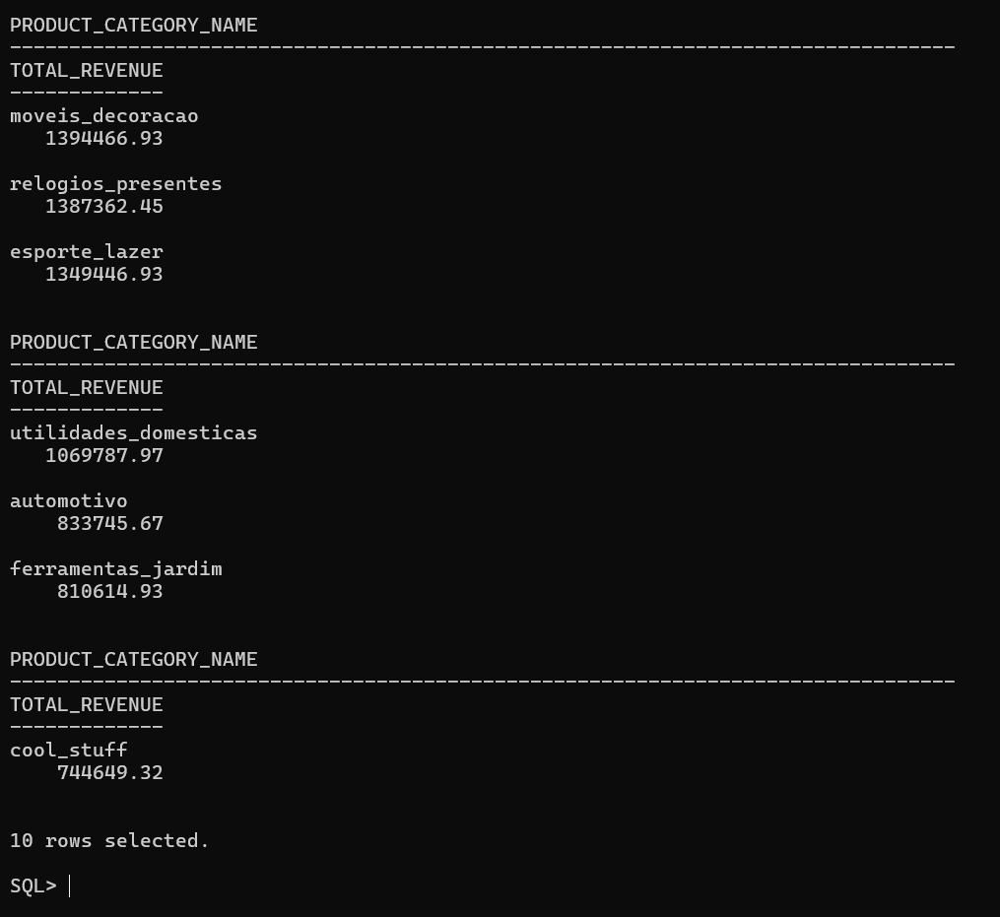 PRODUCT_CATEGORY_NAME
--------------------------------------------------------------------------------
TOTAL_REVENUE
-------------
moveis_decoracao
   1394466.93

relogios_presentes
   1387362.45

esporte_lazer
   1349446.93


PRODUCT_CATEGORY_NAME
--------------------------------------------------------------------------------
TOTAL_REVENUE
-------------
utilidades_domesticas
   1069787.97

automotivo
    833745.67

ferramentas_jardim
    810614.93


PRODUCT_CATEGORY_NAME
--------------------------------------------------------------------------------
TOTAL_REVENUE
-------------
cool_stuff
    744649.32


10 rows selected.

SQL>